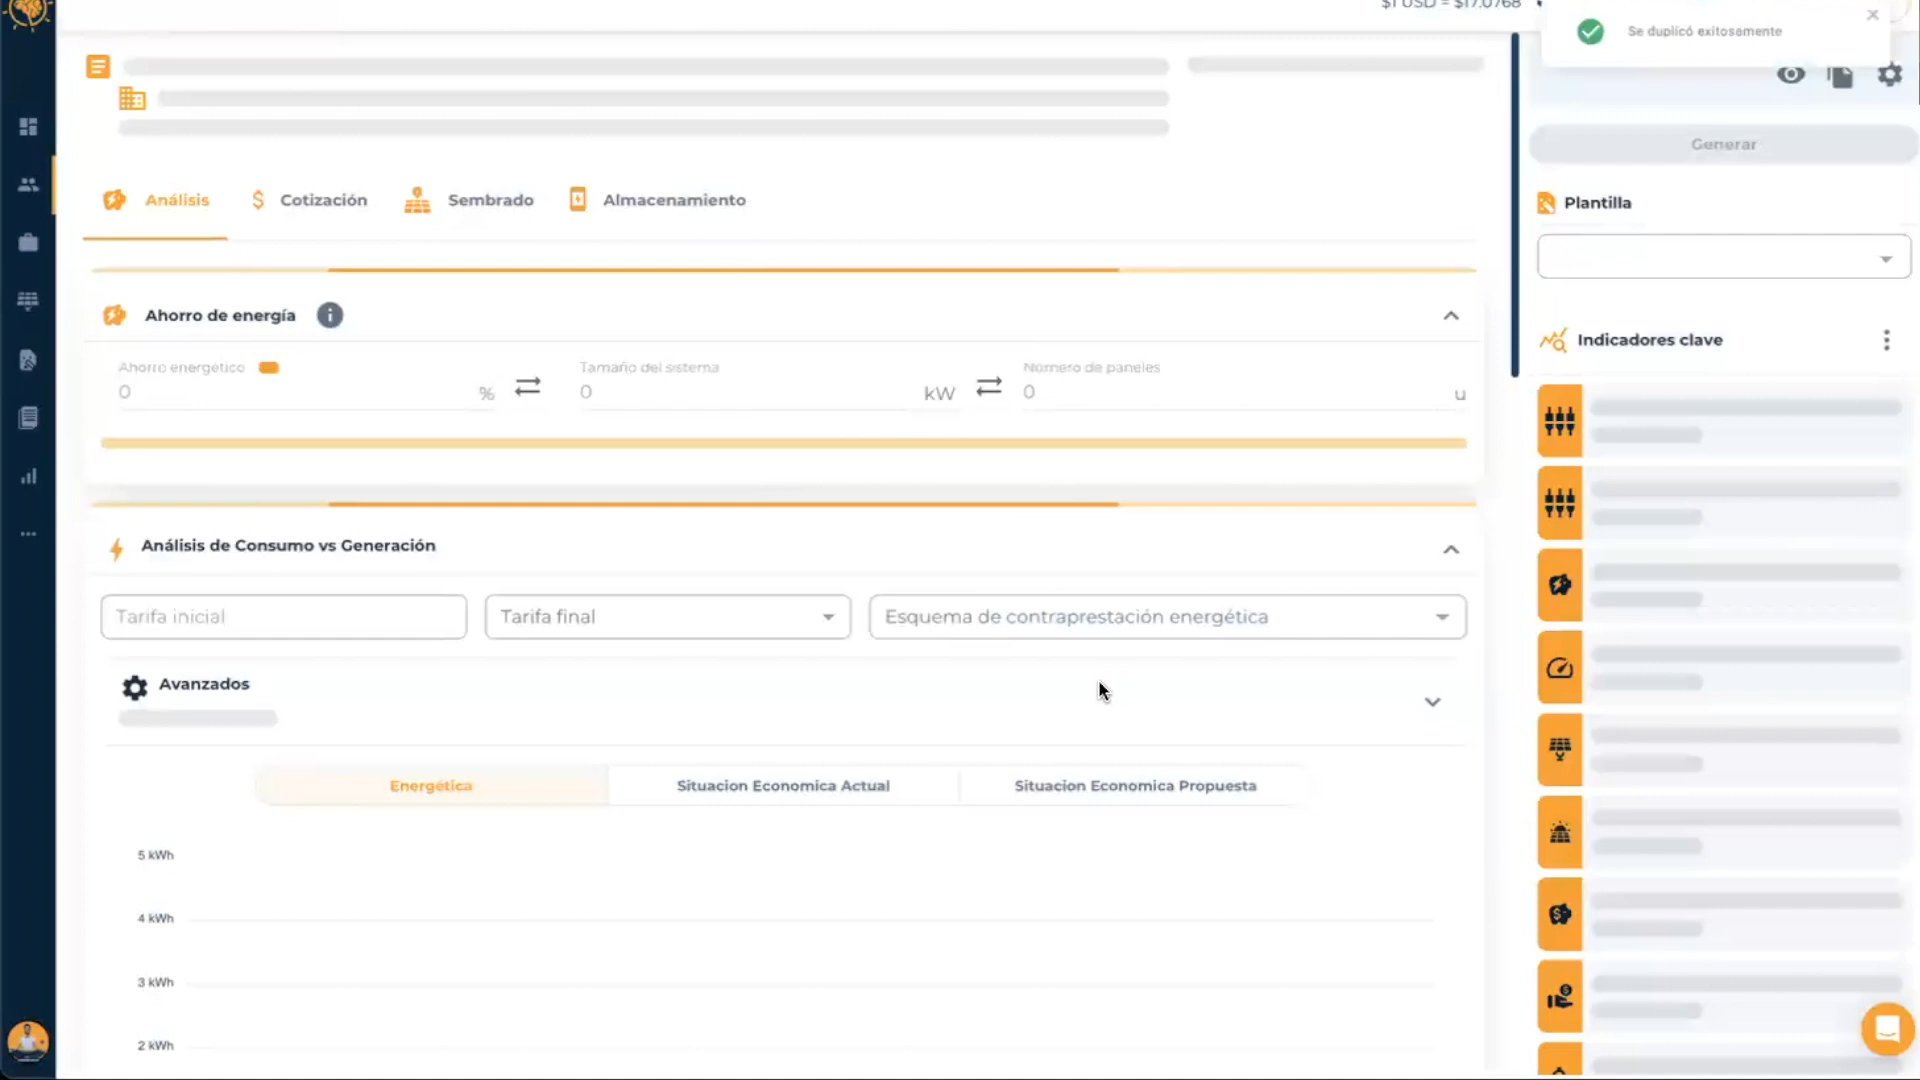 $1 USD = $17.0768
Se duplicó exitosamente
Generar
Análisis
Cotización
Sembrado
Almacenamiento
Plantilla
Ahorro de energía
Indicadores clave
Ahorro energético
Tamaño del sistema
Número de paneles
0 %
0 kW
0 u
Análisis de Consumo vs Generación
Tarifa inicial
Tarifa final
Esquema de contraprestación energética
Avanzados
Energética
Situacion Economica Actual
Situacion Economica Propuesta
5 kWh
4 kWh
3 kWh
2 kWh